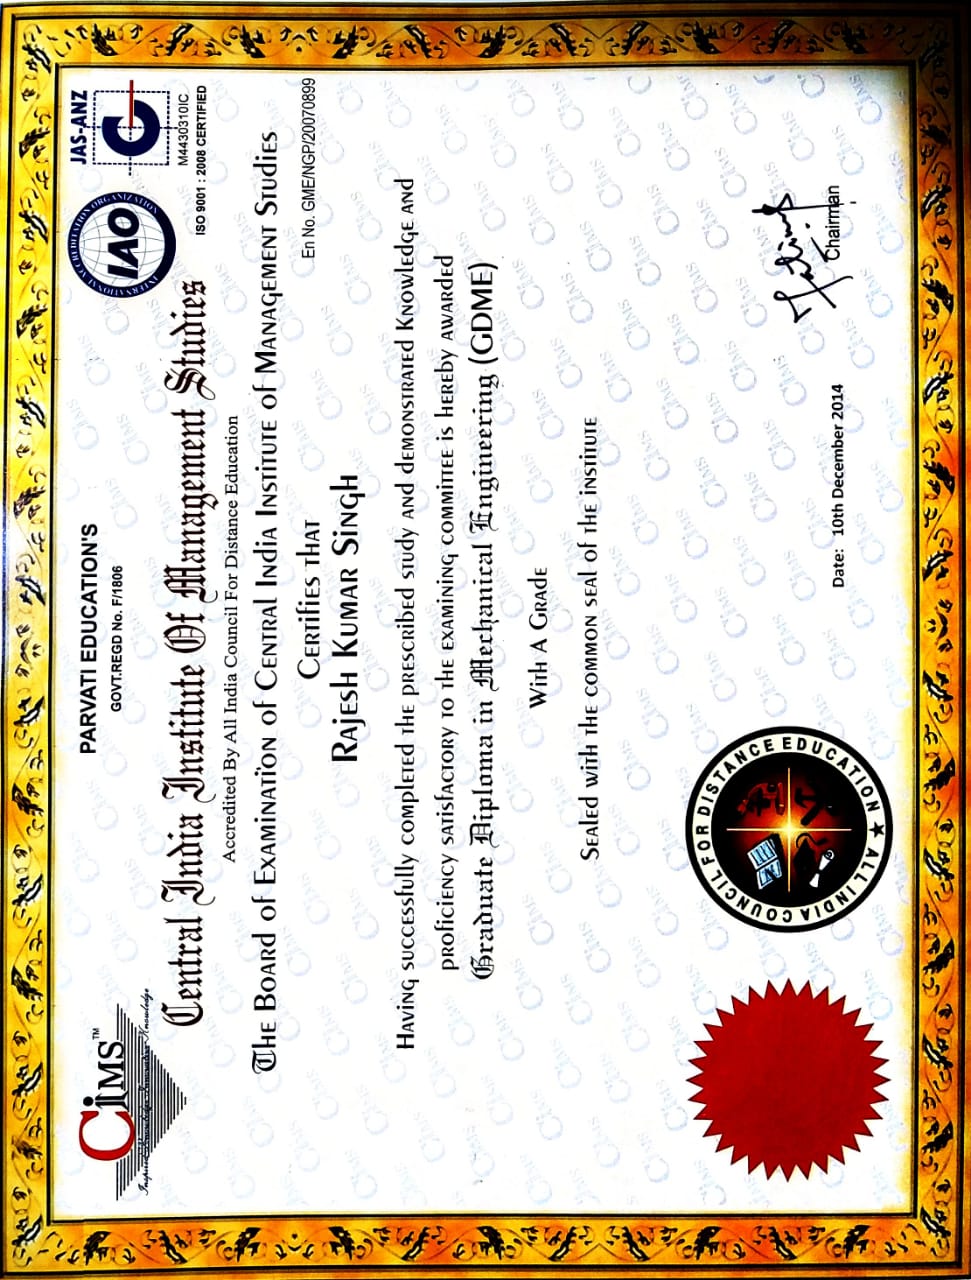 CiMS™
Inspired Knowledge Innovation Knowledge
PARVATI EDUCATION'S
GOVT.REGD No. F/1806
INTERNATIONAL ACCREDITATION ORGANIZATION
IAO
JAS-ANZ
M4430310IC
ISO 9001 : 2008 CERTIFIED
Central India Institute Of Management Studies
Accredited By All India Council For Distance Education
The Board of Examination of Central India Institute of Management Studies
En No. GME/NGP/20070899
Certifies that
Rajesh Kumar Singh
Having successfully completed the prescribed study and demonstrated Knowledge and
proficiency satisfactory to the examining committee is hereby awarded
Graduate Diploma in Mechanical Engineering (GDME)
With A Grade
Sealed with the common seal of the institute
ALL INDIA COUNCIL FOR DISTANCE EDUCATION ★
Date: 10th December 2014
Chairman